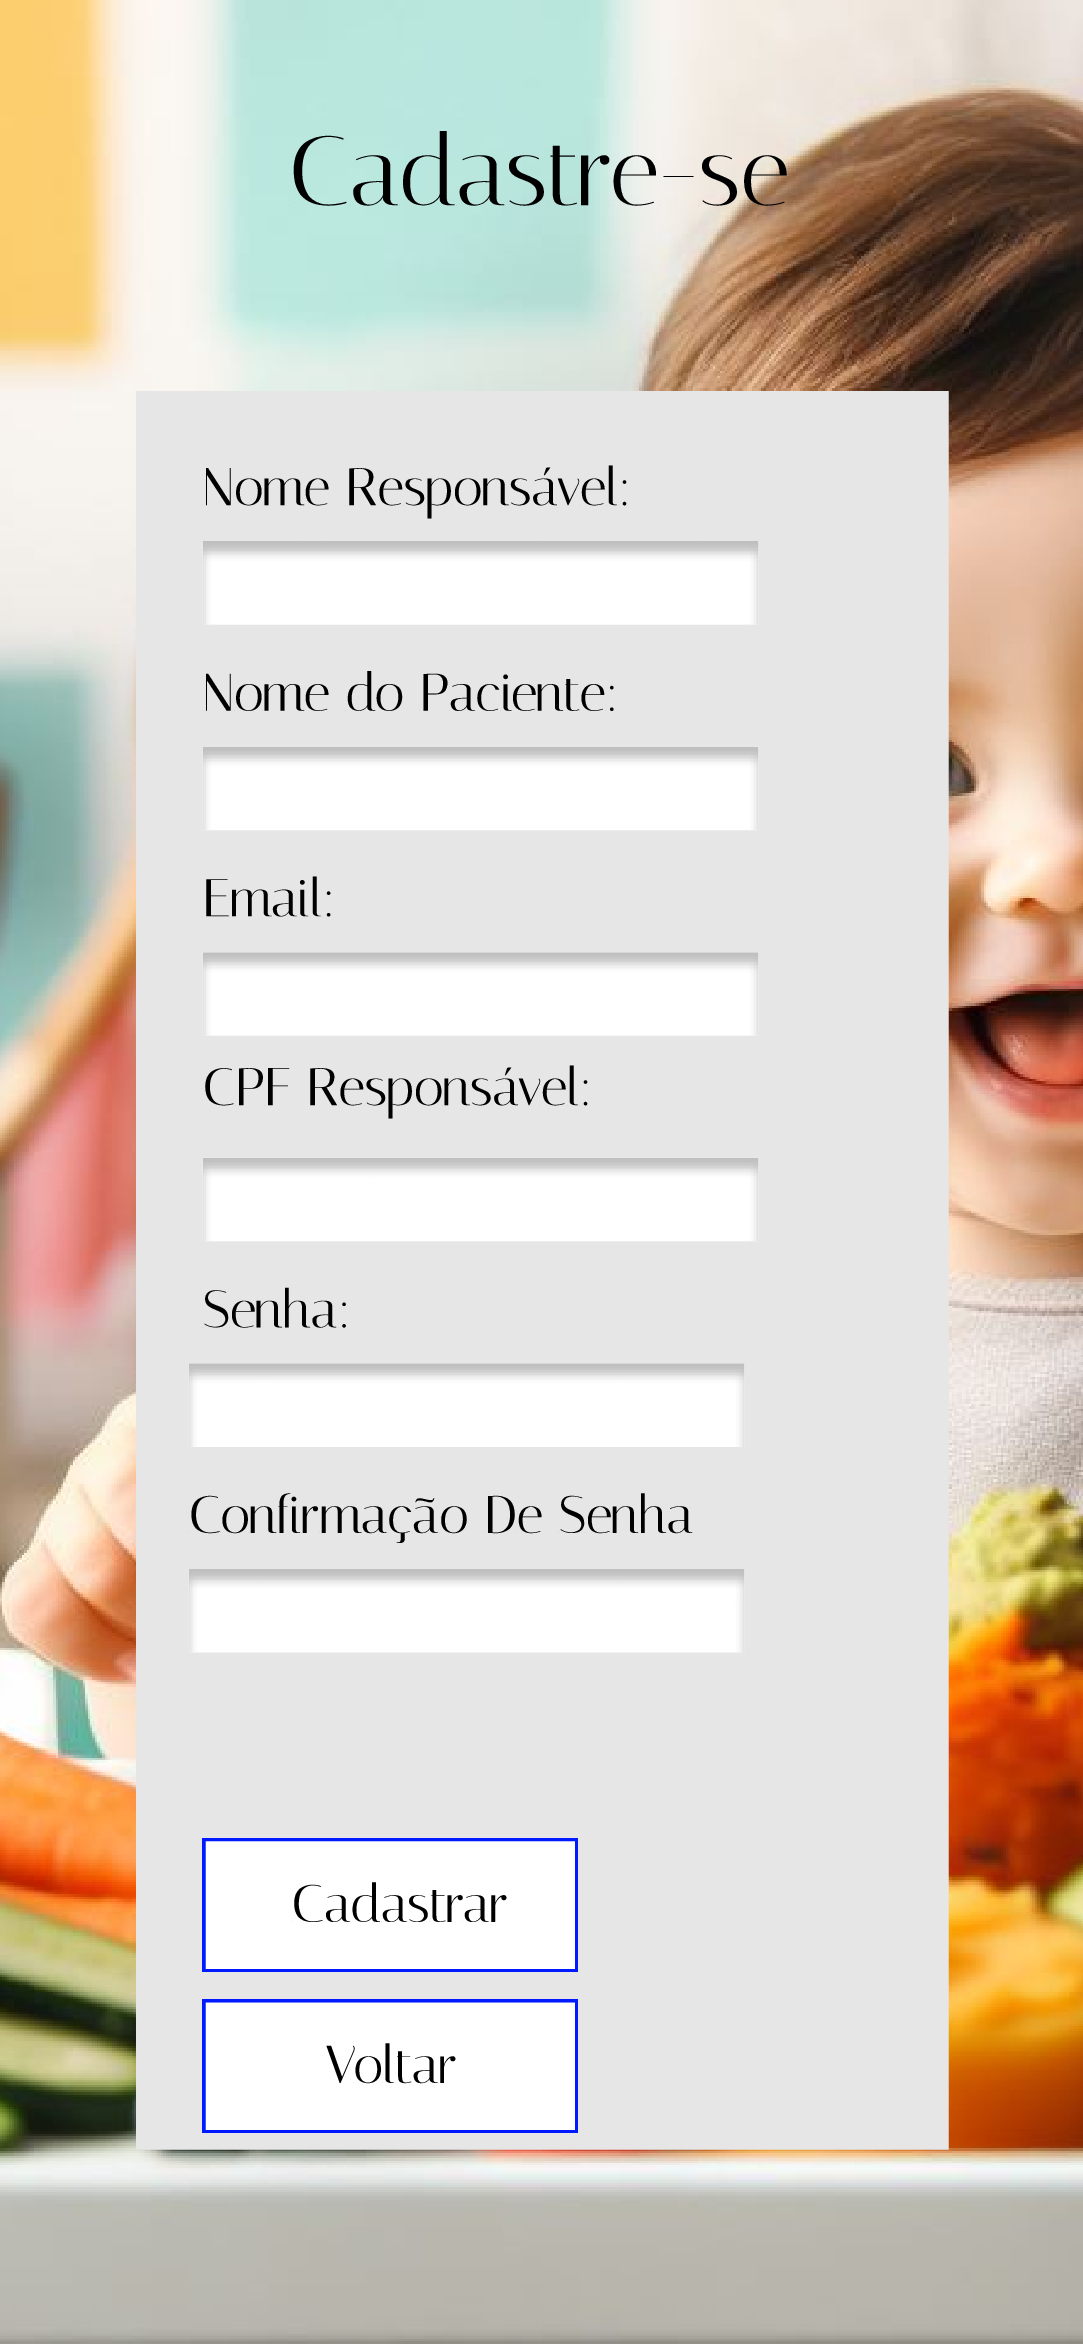 Cadastre-se
Nome Responsável:
Nome do Paciente:
Email:
CPF Responsável:
Senha:
Confirmação De Senha
Cadastrar
Voltar